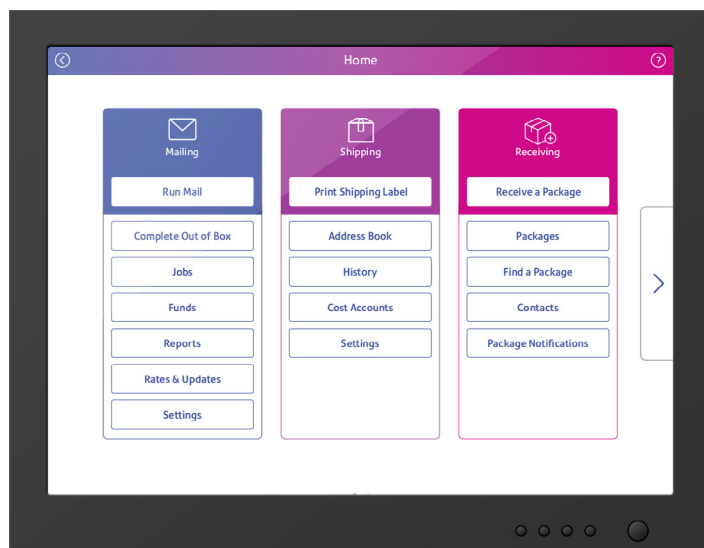 Home
Mailing
Run Mail
Complete Out of Box
Jobs
Funds
Reports
Rates & Updates
Settings
Shipping
Print Shipping Label
Address Book
History
Cost Accounts
Settings
Receiving
Receive a Package
Packages
Find a Package
Contacts
Package Notifications